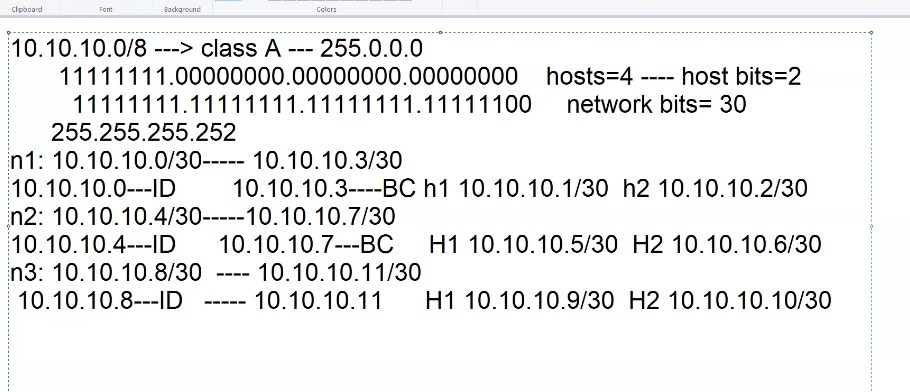 Clipboard Font Background Colors
10.10.10.0/8 ---> class A --- 255.0.0.0
11111111.00000000.00000000.00000000 hosts=4 ---- host bits=2
11111111.11111111.11111111.11111100 network bits= 30
255.255.255.252
n1: 10.10.10.0/30----- 10.10.10.3/30
10.10.10.0---ID 10.10.10.3----BC h1 10.10.10.1/30 h2 10.10.10.2/30
n2: 10.10.10.4/30-----10.10.10.7/30
10.10.10.4---ID 10.10.10.7---BC H1 10.10.10.5/30 H2 10.10.10.6/30
n3: 10.10.10.8/30 ---- 10.10.10.11/30
10.10.10.8---ID ----- 10.10.10.11 H1 10.10.10.9/30 H2 10.10.10.10/30